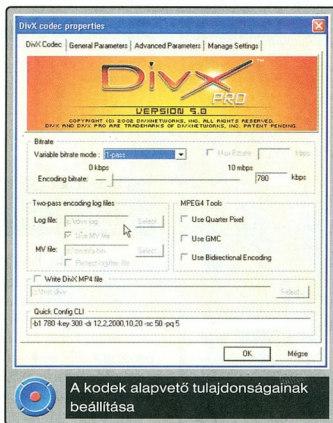 DivX codec properties
DivX Codec
General Parameters
Advanced Parameters
Manage Settings
DivX PRO
VERSION 5.0
COPYRIGHT (C) 2002 DIVXNETWORKS, INC. ALL RIGHTS RESERVED.
DIVX AND DIVX PRO ARE TRADEMARKS OF DIVXNETWORKS, INC. PATENT PENDING.
Bitrate
Variable bitrate mode: 1-pass
kbps
0 kbps 10 mbps
Encoding bitrate: 780 kbps
Two-pass encoding log files
MPEG4 Tools
Log file: Select
Use MV file
MV file: Select
Use Quarter Pixel
Use GMC
Use Bidirectional Encoding
Write DivX MP4 file
Select...
Quick Config CLI
-b1 780 -key 300 -dr 12,2,2000,10,20 -sc 50 -pq 5
OK Mégse
A kodek alapvető tulajdonságainak
beállítása